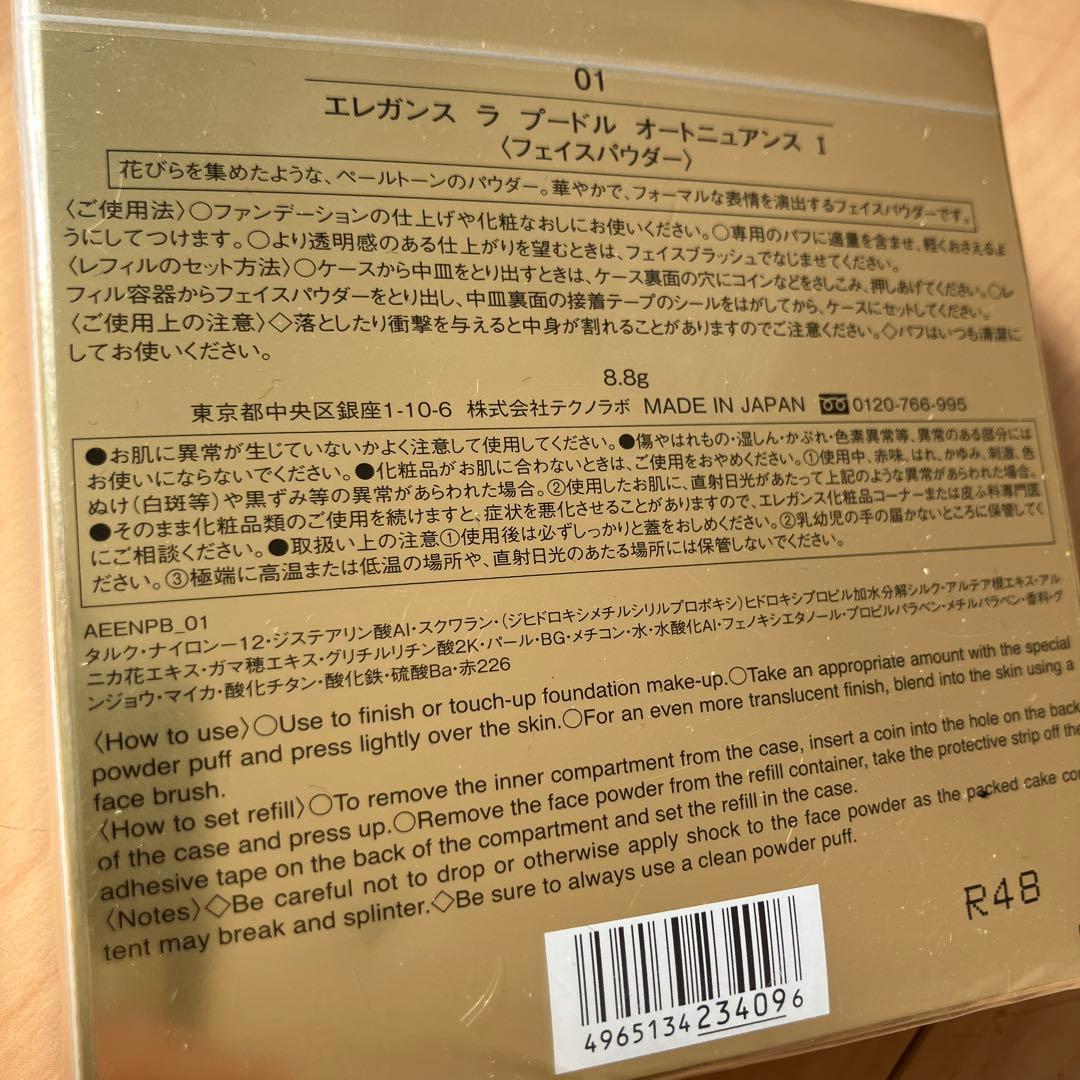 01
エレガンス ラ プードル オートニュアンス I
〈フェイスパウダー〉
花びらを集めたような、ペールトーンのパウダー。華やかで、フォーマルな表情を演出するフェイスパウダーです。
〈ご使用法〉○ファンデーションの仕上げや化粧なおしにお使いください。○専用のパフに適量を含ませ、軽くおさえるよ
うにしてつけます。○より透明感のある仕上がりを望むときは、フェイスブラッシュでなじませてください。
〈レフィルのセット方法〉○ケースから中皿をとり出すときは、ケース裏面の穴にコインなどをさしこみ、押しあげてください。○レ
フィル容器からフェイスパウダーをとり出し、中皿裏面の接着テープのシールをはがしてから、ケースにセットしてください。
〈ご使用上の注意〉◇落としたり衝撃を与えると中身が割れることがありますのでご注意ください。◇パフはいつも清潔に
してお使いください。
8.8g
東京都中央区銀座1-10-6 株式会社テクノラボ MADE IN JAPAN 0120-766-995
●お肌に異常が生じていないかよく注意して使用してください。●傷やはれもの・湿しん・かぶれ・色素異常等、異常のある部分には
お使いにならないでください。●化粧品がお肌に合わないときは、ご使用をおやめください。①使用中、赤味、はれ、かゆみ、刺激、色
ぬけ(白斑等)や黒ずみ等の異常があらわれた場合。②使用したお肌に、直射日光があたって上記のような異常があらわれた場合。
●そのまま化粧品類のご使用を続けますと、症状を悪化させることがありますので、エレガンス化粧品コーナーまたは皮ふ科専門医
にご相談ください。●取扱い上の注意①使用後は必ずしっかりと蓋をおしめください。②乳幼児の手の届かないところに保管してく
ださい。③極端に高温または低温の場所や、直射日光のあたる場所には保管しないでください。
AEENPB_01
タルク・ナイロン−12・ジステアリン酸Al・スクワラン・(ジヒドロキシメチルシリルプロポキシ)ヒドロキシプロピル加水分解シルク・アルテア根エキス・アル
ニカ花エキス・ガマ穂エキス・グリチルリチン酸2K・パール・BG・メチコン・水・水酸化Al・フェノキシエタノール・プロピルパラベン・メチルパラベン・香料・グ
ンジョウ・マイカ・酸化チタン・酸化鉄・硫酸Ba・赤226
〈How to use〉○Use to finish or touch-up foundation make-up.○Take an appropriate amount with the special
powder puff and press lightly over the skin.○For an even more translucent finish, blend into the skin using a
face brush.
〈How to set refill〉○To remove the inner compartment from the case, insert a coin into the hole on the back
of the case and press up.○Remove the face powder from the refill container, take the protective strip off the
adhesive tape on the back of the compartment and set the refill in the case.
〈Notes〉◇Be careful not to drop or otherwise apply shock to the face powder as the packed cake con
tent may break and splinter.◇Be sure to always use a clean powder puff.
R48
4965134234096